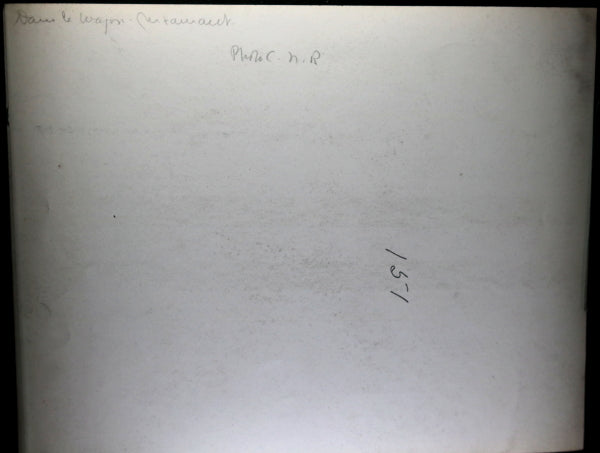 Dans le Wagon-Restaurant.
Photo C. N. R
151